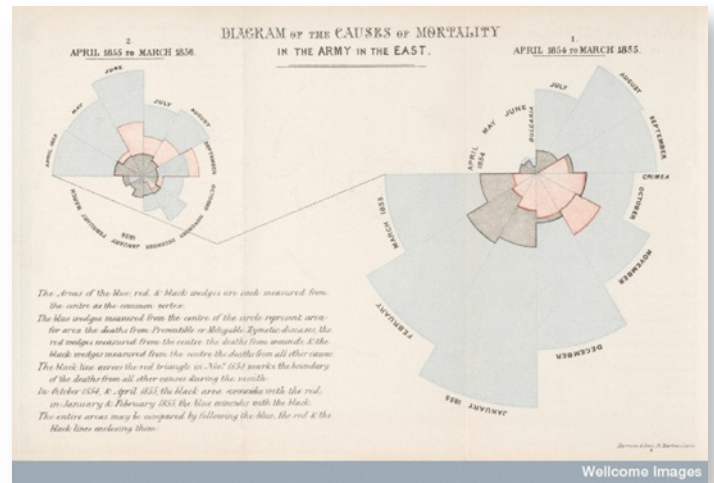 DIAGRAM OF THE CAUSES OF MORTALITY
IN THE ARMY IN THE EAST.
2.
APRIL 1855 TO MARCH 1856.
1.
APRIL 1854 TO MARCH 1855.
APRIL 1855
MAY
JUNE
JULY
AUGUST
SEPTEMBER
OCTOBER
NOVEMBER
DECEMBER
JANUARY 1856
FEBRUARY
MARCH
APRIL 1854
MAY
JUNE
BULGARIA
JULY
AUGUST
SEPTEMBER
CRIMEA
OCTOBER
NOVEMBER
DECEMBER
JANUARY 1855
FEBRUARY
MARCH 1855
The Areas of the blue, red, & black wedges are each measured from
the centre as the common vertex.
The blue wedges measured from the centre of the circle represent area
for area the deaths from Preventible or Mitigable Zymotic diseases, the
red wedges measured from the centre the deaths from wounds, & the
black wedges measured from the centre the deaths from all other causes.
The black line across the red triangle in Nov.r 1854 marks the boundary
of the deaths from all other causes during the month.
In October 1854, & April 1855, the black area coincides with the red,
in January & February 1855, the blue coincides with the black.
The entire areas may be compared by following the blue, the red & the
black lines enclosing them.
Wellcome Images